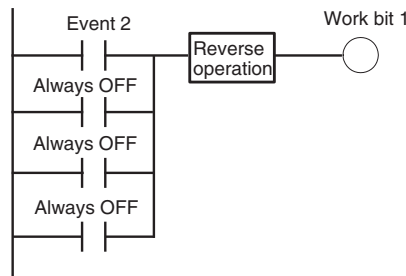 Event 2
Work bit 1
Reverse
operation
Always OFF
Always OFF
Always OFF